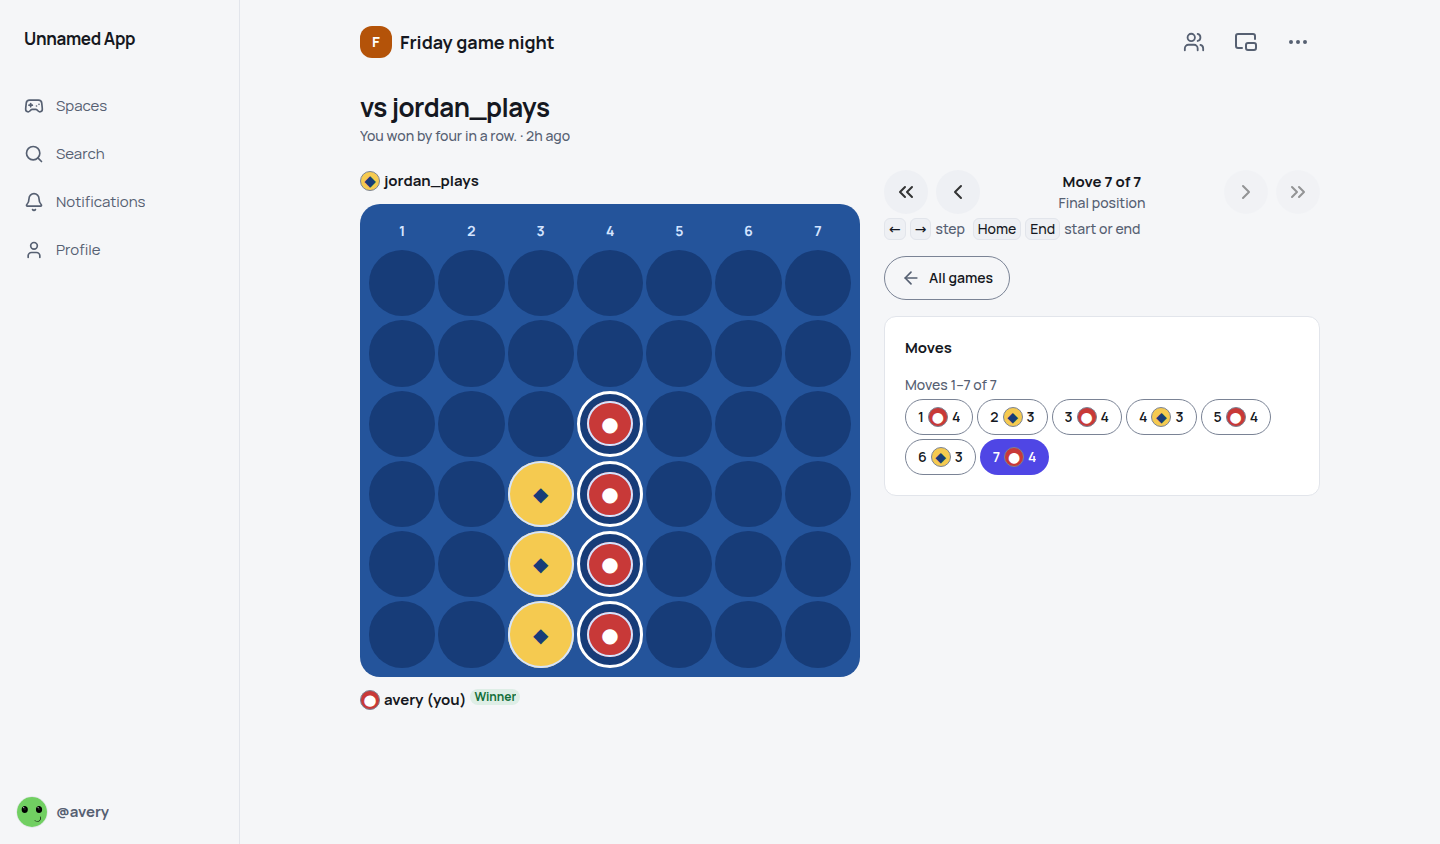 Unnamed App
Spaces
Search
Notifications
Profile
@avery
F Friday game night
vs jordan_plays
You won by four in a row. · 2h ago
jordan_plays
1 2 3 4 5 6 7
avery (you) Winner
Move 7 of 7
Final position
← → step Home End start or end
← All games
Moves
Moves 1–7 of 7
1 4 2 3 3 4 4 3 5 4
6 3 7 4